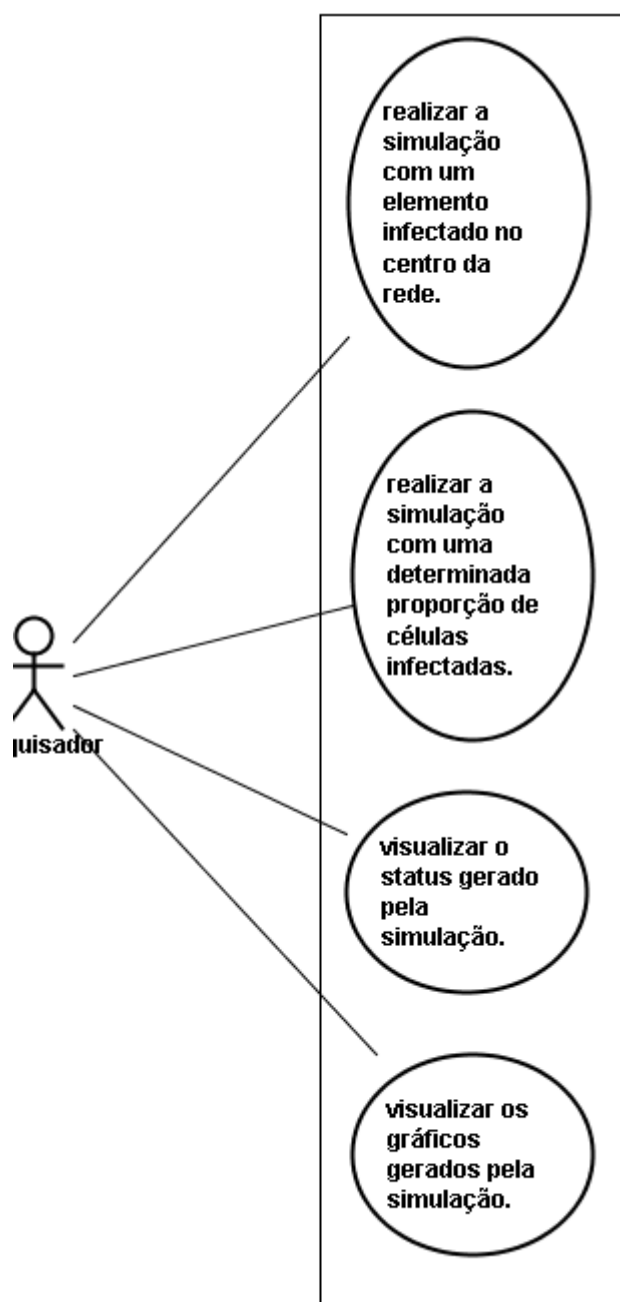 realizar a
simulação
com um
elemento
infectado no
centro da
rede.
realizar a
simulação
com uma
determinada
proporção de
células
infectadas.
quisador
visualizar o
status gerado
pela
simulação.
visualizar os
gráficos
gerados pela
simulação.